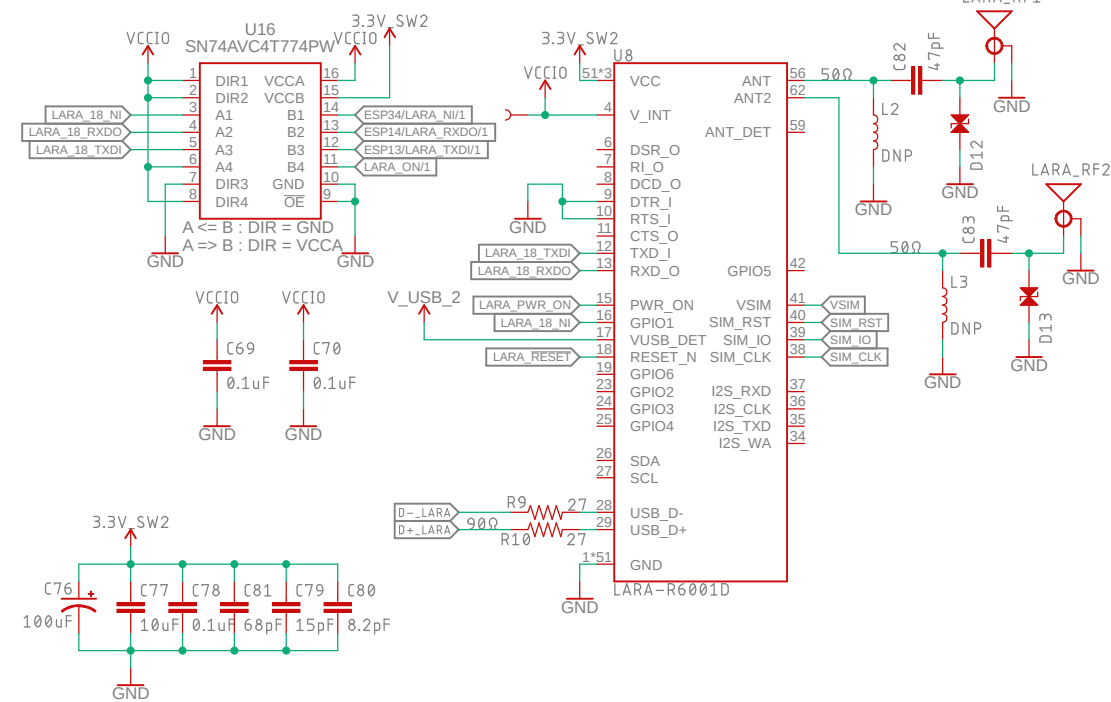 U16
SN74AVC4T774PW
VCCIO
VCCIO
3.3V_SW2
1 DIR1 VCCA 16
2 DIR2 VCCB 15
LARA_18_NI 3 A1 B1 14 ESP34/LARA_NI/1
LARA_18_RXDO 4 A2 B2 13 ESP14/LARA_RXDO/1
LARA_18_TXDI 5 A3 B3 12 ESP13/LARA_TXDI/1
6 A4 B4 11 LARA_ON/1
7 DIR3 GND 10
8 DIR4 OE 9
A <= B : DIR = GND
A => B : DIR = VCCA
GND
GND
VCCIO
VCCIO
C69
C70
0.1uF
0.1uF
GND
GND
3.3V_SW2
C76
C77
C78
C81
C79
C80
100uF
10uF
0.1uF
68pF
15pF
8.2pF
GND
3.3V_SW2
VCCIO
U8
51*3 VCC
4 V_INT
6 DSR_O
7 RI_O
8 DCD_O
9 DTR_I
10 RTS_I
GND
11 CTS_O
LARA_18_TXDI 12 TXD_I
LARA_18_RXDO 13 RXD_O
V_USB_2
LARA_PWR_ON 15 PWR_ON
LARA_18_NI 16 GPIO1
17 VUSB_DET
LARA_RESET 18 RESET_N
19 GPIO6
23 GPIO2
24 GPIO3
25 GPIO4
26 SDA
27 SCL
D-_LARA R9 27 28 USB_D-
D+_LARA 90Ω R10 27 29 USB_D+
1*51 GND
GND
LARA-R6001D
ANT 56
ANT2 62
ANT_DET 59
GPIO5 42
VSIM 41 VSIM
SIM_RST 40 SIM_RST
SIM_IO 39 SIM_IO
SIM_CLK 38 SIM_CLK
I2S_RXD 37
I2S_CLK 36
I2S_TXD 35
I2S_WA 34
50Ω
C82
47pF
L2
DNP
D12
GND
GND
GND
LARA_RF2
50Ω
C83
47pF
L3
DNP
D13
GND
GND
GND